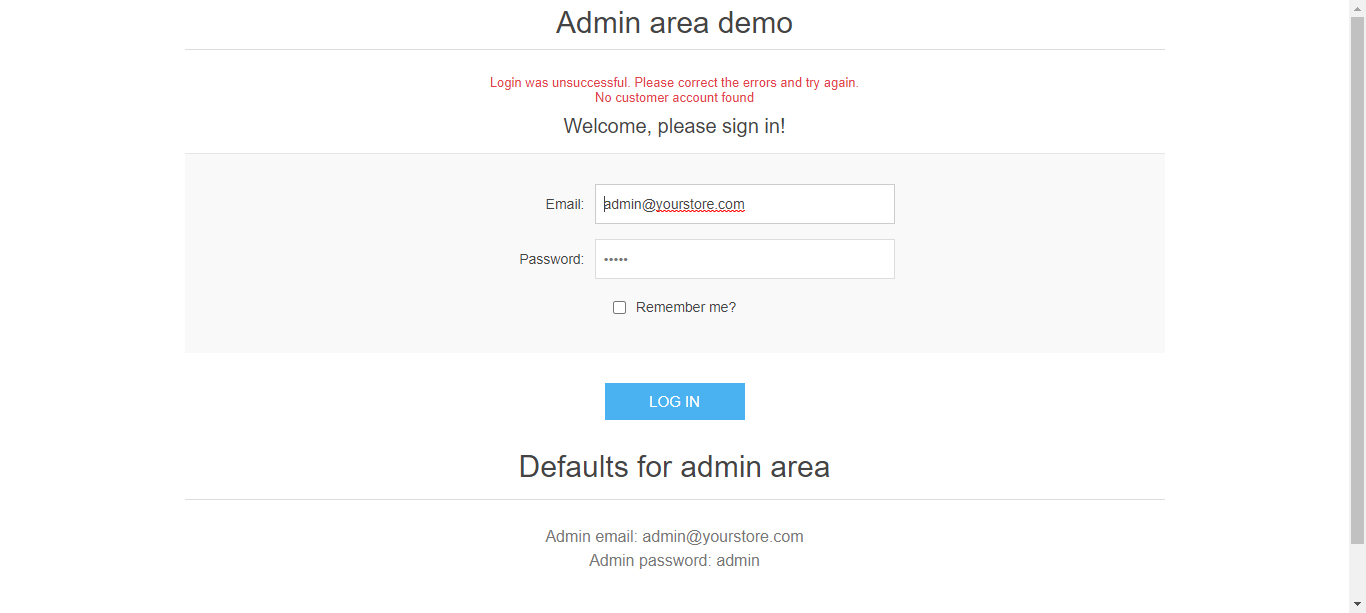 Admin area demo
Login was unsuccessful. Please correct the errors and try again.
No customer account found
Welcome, please sign in!
Email: admin@yourstore.com
Password: •••••
Remember me?
LOG IN
Defaults for admin area
Admin email: admin@yourstore.com
Admin password: admin